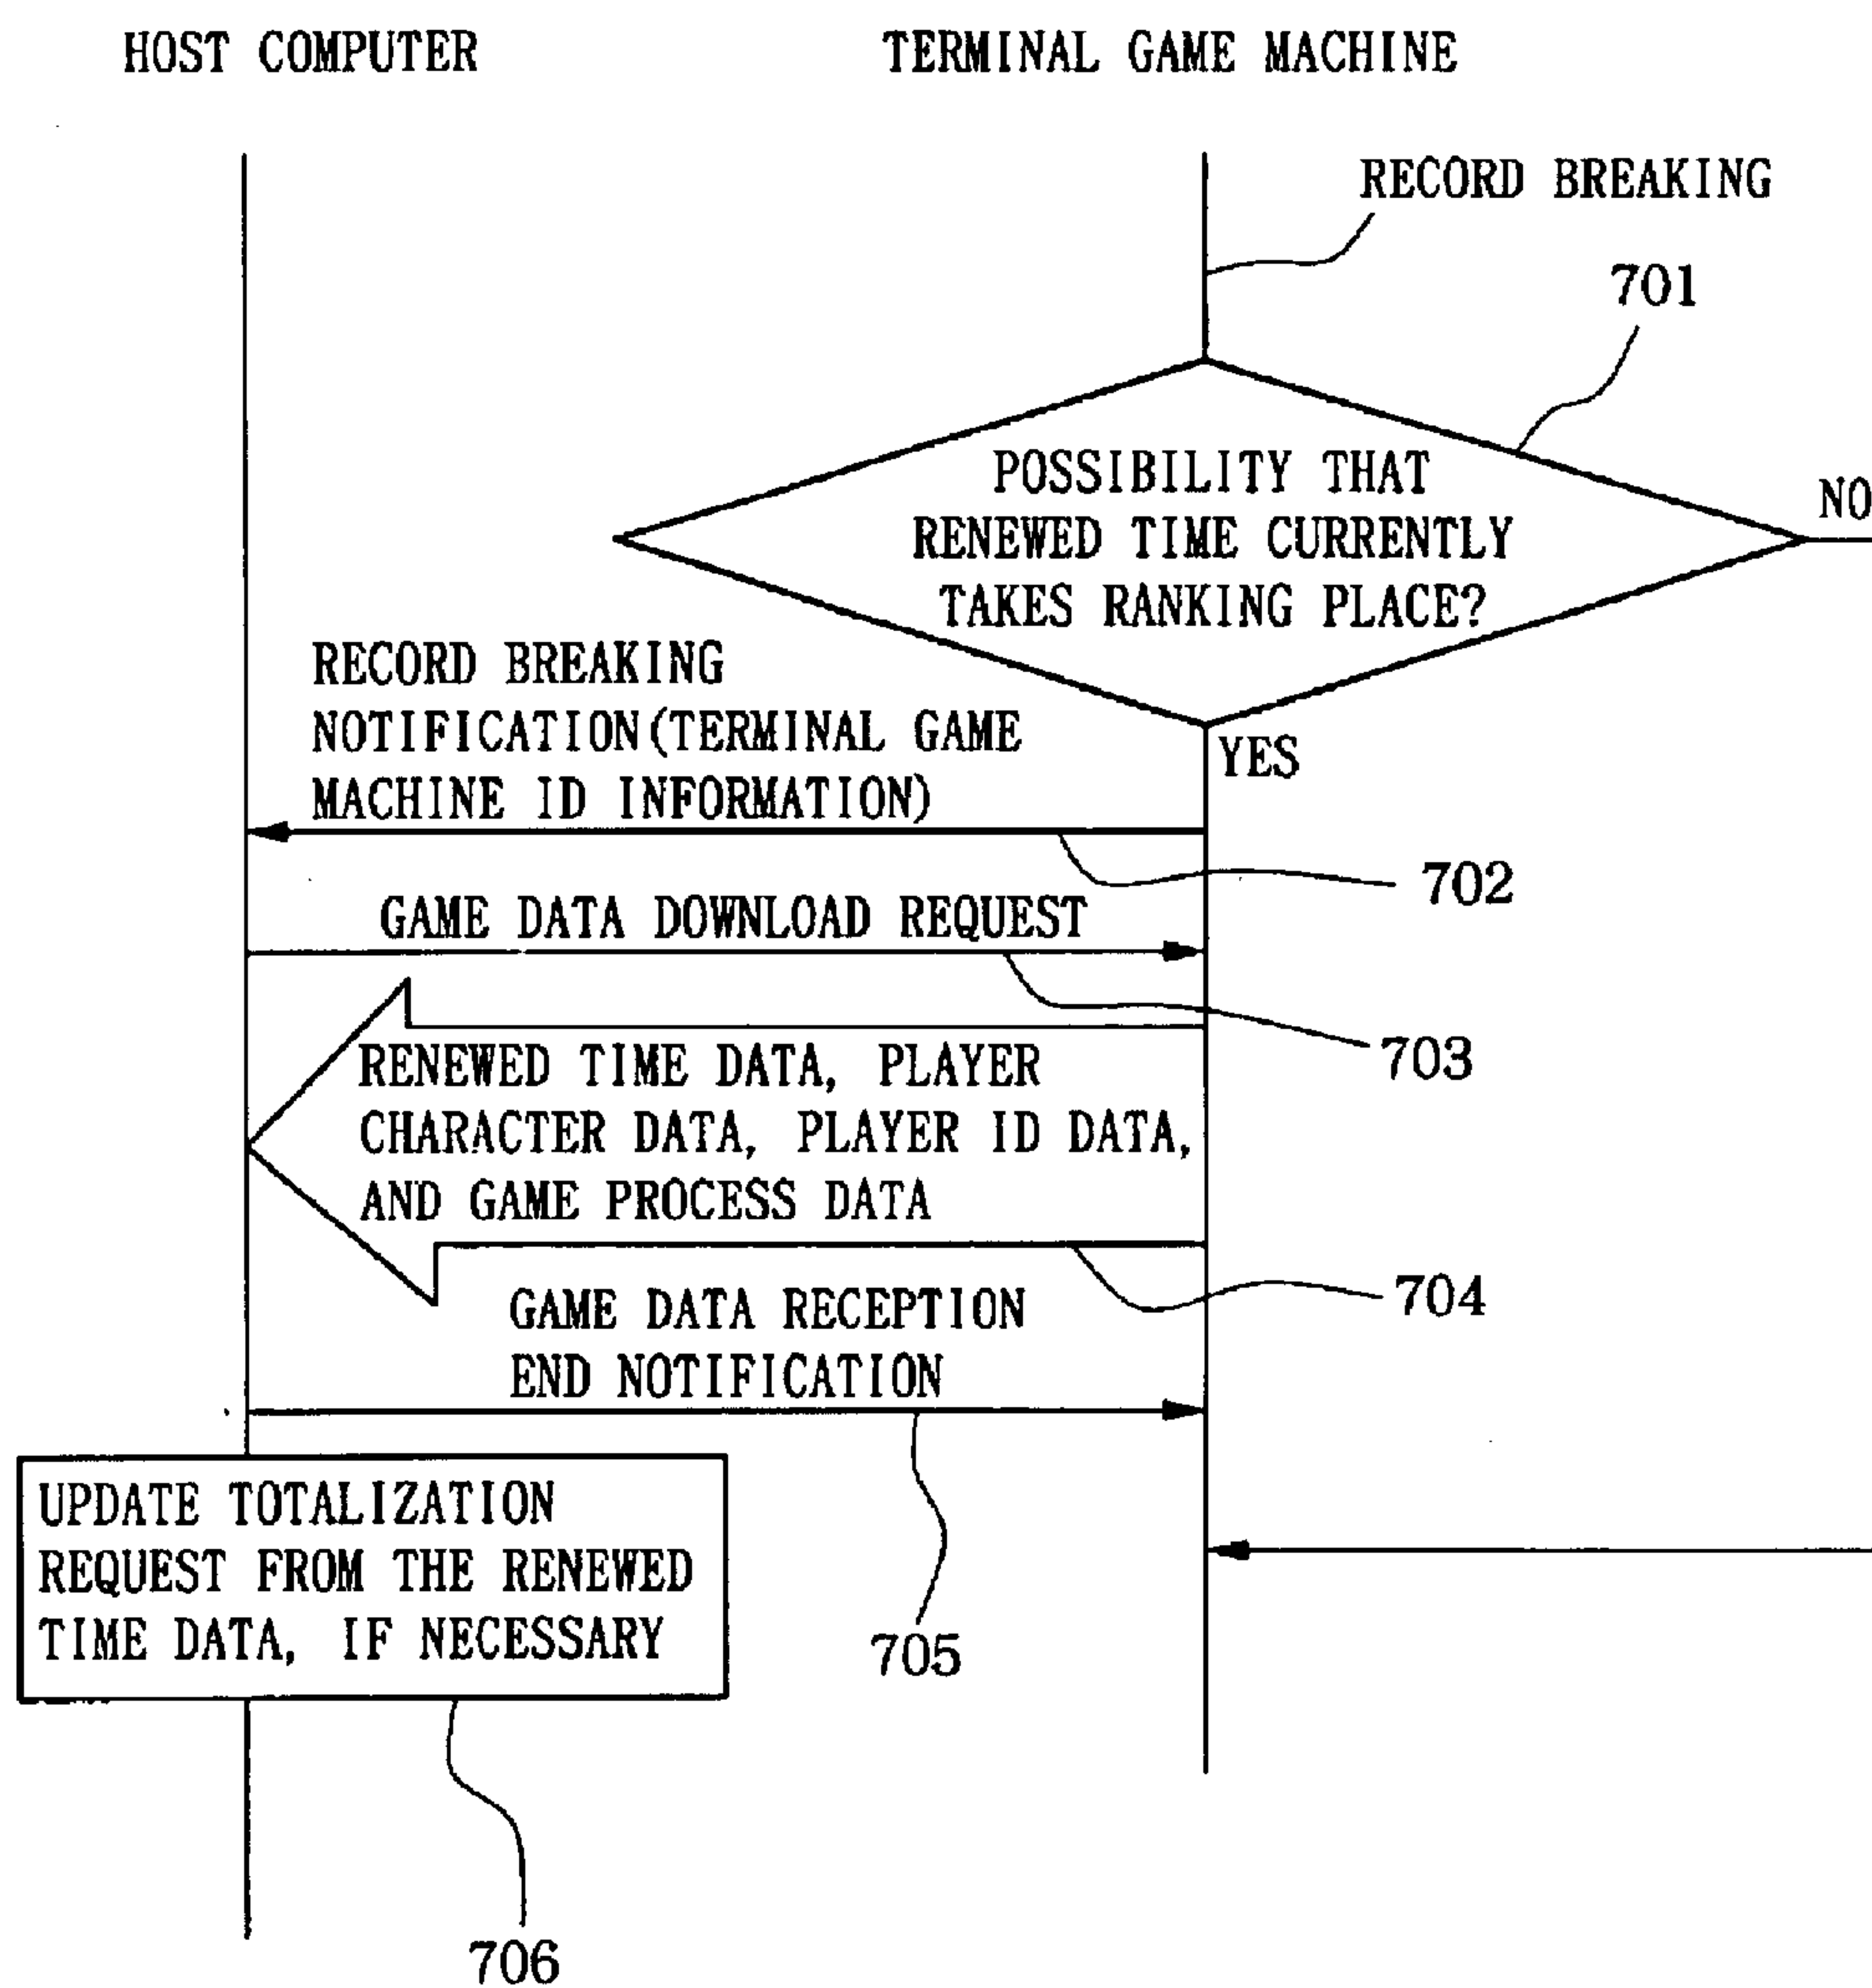 HOST COMPUTER
TERMINAL GAME MACHINE
RECORD BREAKING
701
POSSIBILITY THAT
RENEWED TIME CURRENTLY
TAKES RANKING PLACE?
NO
YES
RECORD BREAKING
NOTIFICATION(TERMINAL GAME
MACHINE ID INFORMATION)
702
GAME DATA DOWNLOAD REQUEST
703
RENEWED TIME DATA, PLAYER
CHARACTER DATA, PLAYER ID DATA,
AND GAME PROCESS DATA
704
GAME DATA RECEPTION
END NOTIFICATION
705
UPDATE TOTALIZATION
REQUEST FROM THE RENEWED
TIME DATA, IF NECESSARY
706